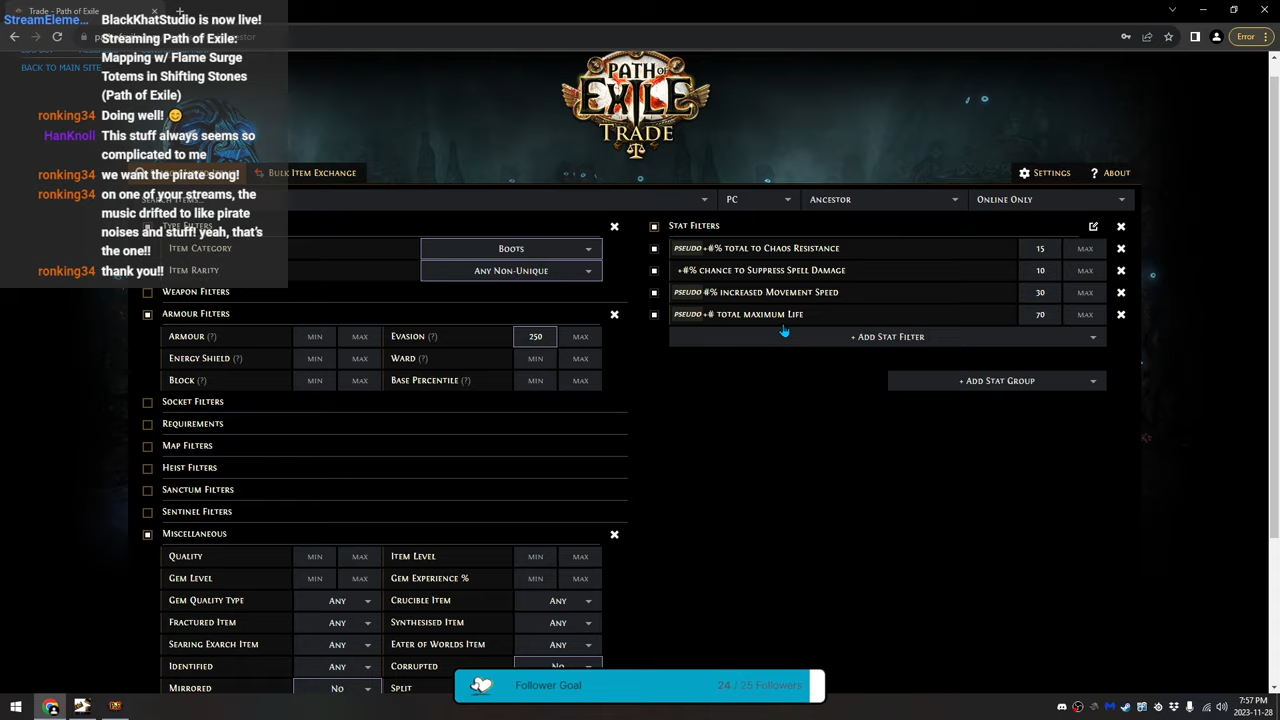 Trade - Path of Exile
Error
StreamEleme… BlackKhatStudio is now live!
Streaming Path of Exile:
Mapping w/ Flame Surge
Totems in Shifting Stones
(Path of Exile)
ronking34 Doing well! 😊
HanKnoll This stuff always seems so
complicated to me
ronking34 we want the pirate song!
ronking34 on one of your streams, the
music drifted to like pirate
noises and stuff! yeah, that's
the one!!
ronking34 thank you!!
BACK TO MAIN SITE
PATH OF
EXILE
TRADE
BULK ITEM EXCHANGE
SETTINGS
? ABOUT
SEARCH ITEMS...
PC
ANCESTOR
ONLINE ONLY
TYPE FILTERS
ITEM CATEGORY BOOTS
ITEM RARITY ANY NON-UNIQUE
WEAPON FILTERS
ARMOUR FILTERS
ARMOUR (?) MIN MAX EVASION (?) 250 MAX
ENERGY SHIELD (?) MIN MAX WARD (?) MIN MAX
BLOCK (?) MIN MAX BASE PERCENTILE (?) MIN MAX
SOCKET FILTERS
REQUIREMENTS
MAP FILTERS
HEIST FILTERS
SANCTUM FILTERS
SENTINEL FILTERS
MISCELLANEOUS
QUALITY MIN MAX ITEM LEVEL MIN MAX
GEM LEVEL MIN MAX GEM EXPERIENCE % MIN MAX
GEM QUALITY TYPE ANY CRUCIBLE ITEM ANY
FRACTURED ITEM ANY SYNTHESISED ITEM ANY
SEARING EXARCH ITEM ANY EATER OF WORLDS ITEM ANY
IDENTIFIED ANY CORRUPTED NO
MIRRORED NO SPLIT
STAT FILTERS
PSEUDO +#% TOTAL TO CHAOS RESISTANCE 15 MAX
+#% CHANCE TO SUPPRESS SPELL DAMAGE 10 MAX
PSEUDO #% INCREASED MOVEMENT SPEED 30 MAX
PSEUDO +# TOTAL MAXIMUM LIFE 70 MAX
+ ADD STAT FILTER
+ ADD STAT GROUP
Follower Goal 24 / 25 Followers
7:57 PM
2023-11-28